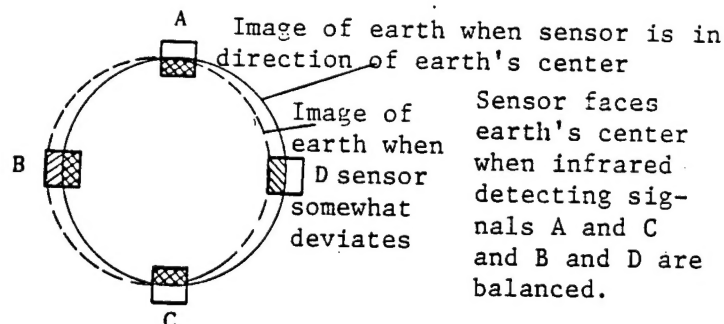 A
Image of earth when sensor is in
direction of earth's center
Image of
earth when
D sensor
somewhat
deviates
Sensor faces
earth's center
when infrared
detecting sig-
nals A and C
and B and D are
balanced.
B
C